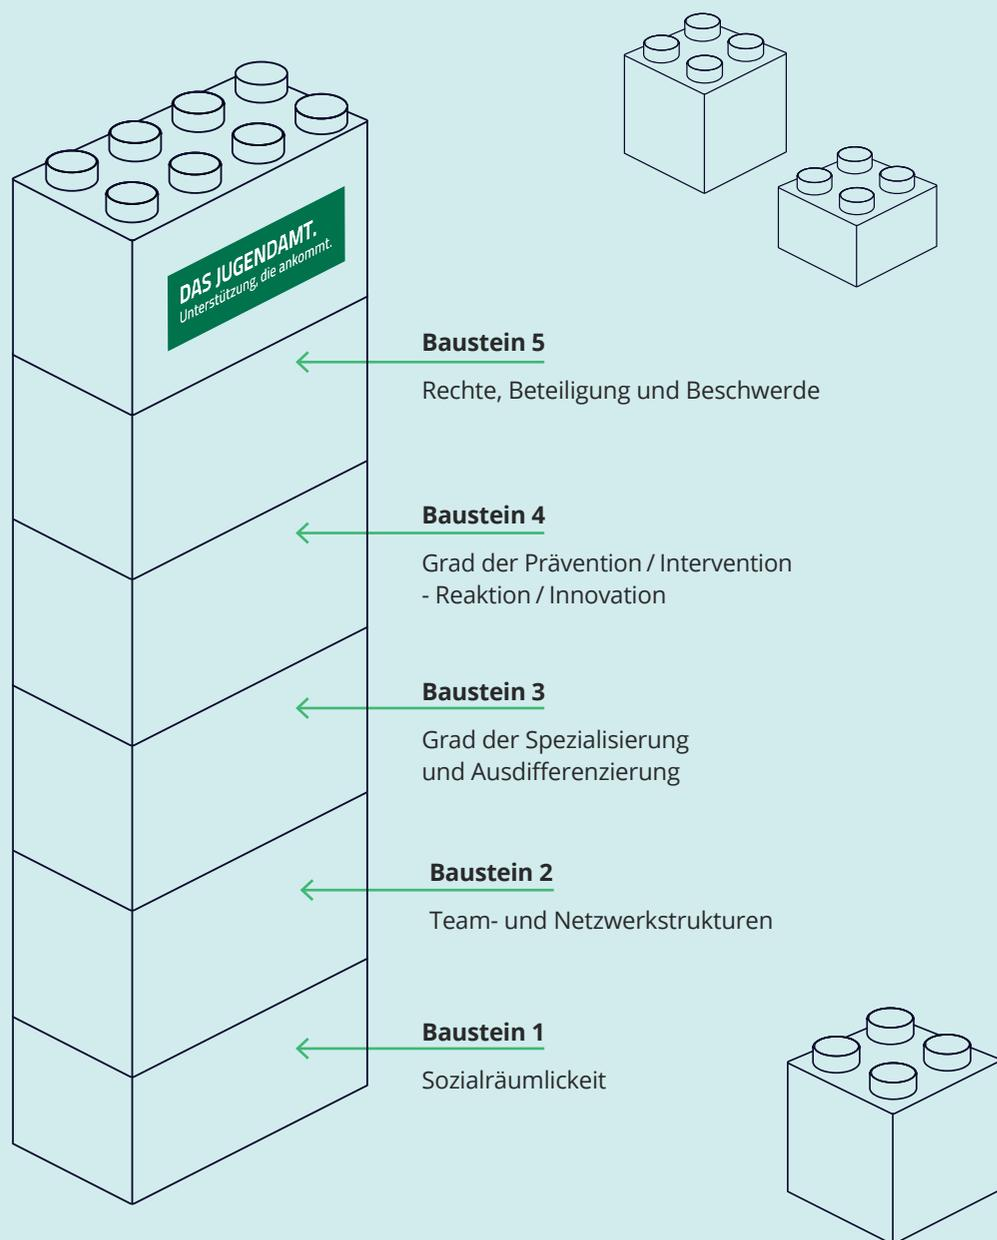 DAS JUGENDAMT.
Unterstützung, die ankommt.
Baustein 5
Rechte, Beteiligung und Beschwerde
Baustein 4
Grad der Prävention / Intervention
- Reaktion / Innovation
Baustein 3
Grad der Spezialisierung
und Ausdifferenzierung
Baustein 2
Team- und Netzwerkstrukturen
Baustein 1
Sozialräumlickeit